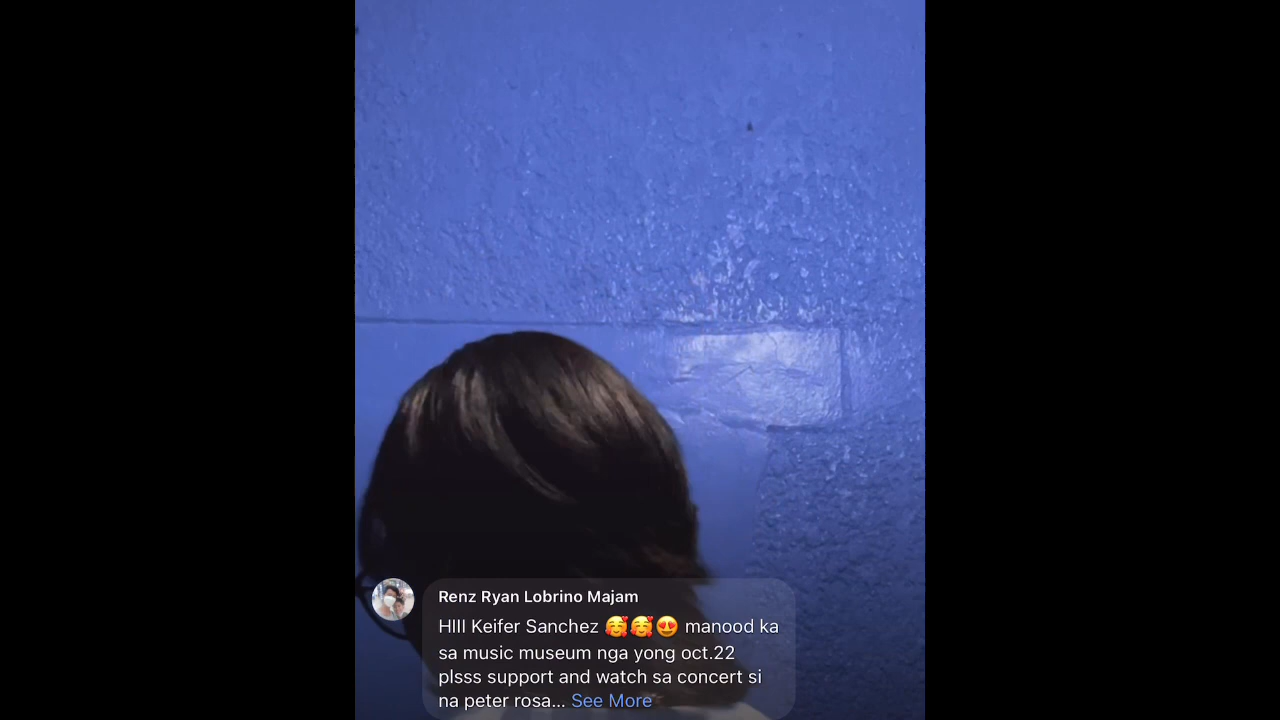 Renz Ryan Lobrino Majam
HIII Keifer Sanchez 🥰🥰😍 manood ka
sa music museum nga yong oct.22
plsss support and watch sa concert si
na peter rosa... See More